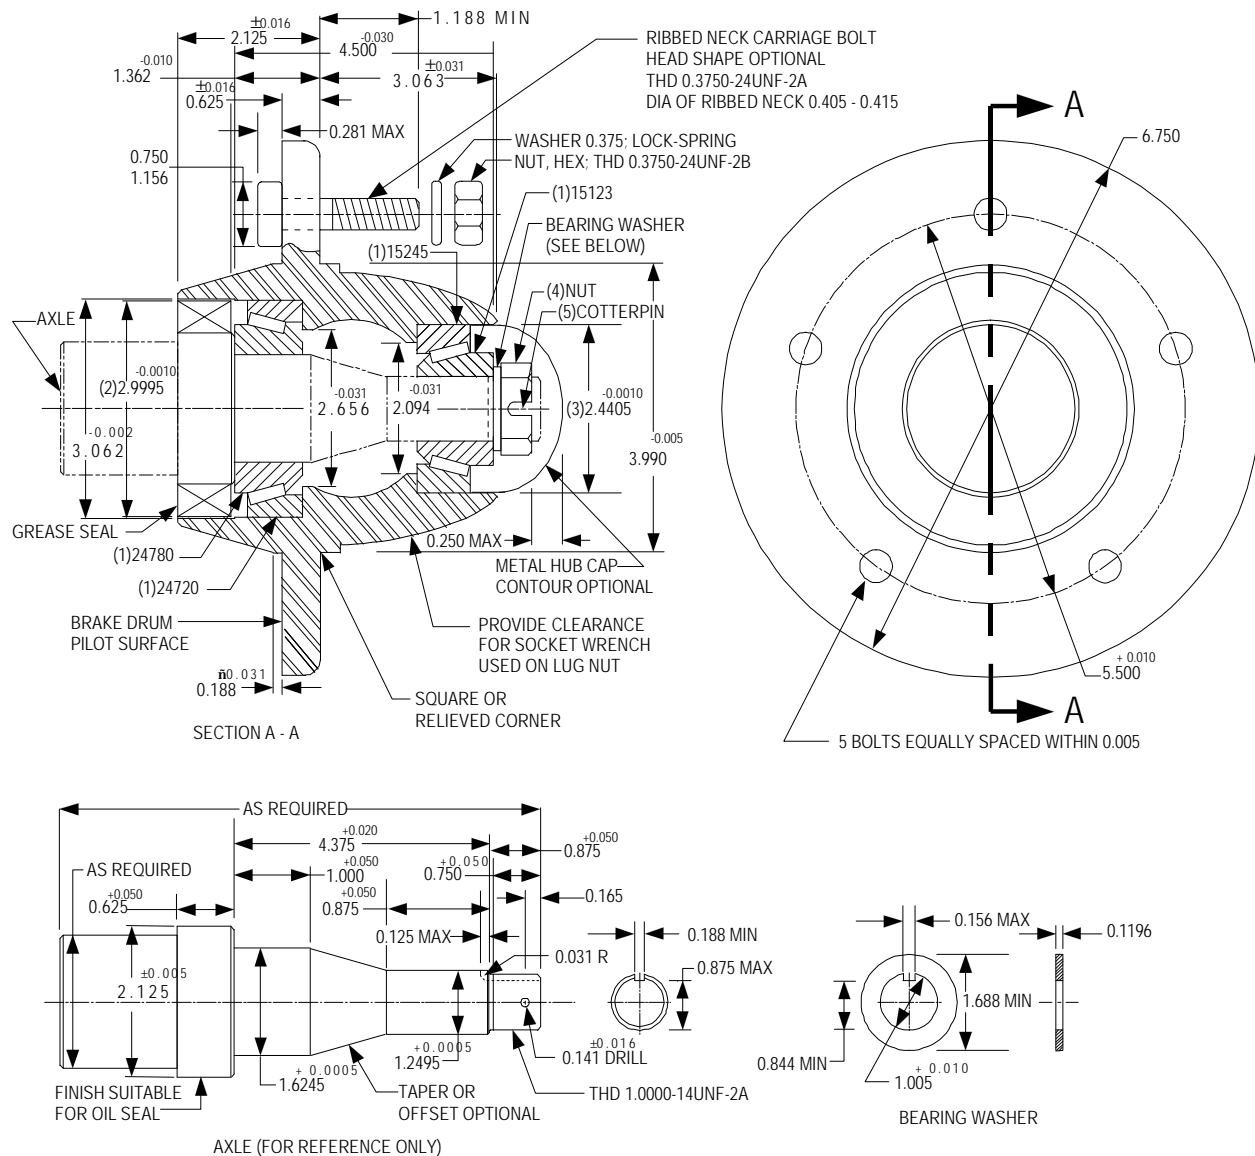 ±0.016
2.125
1.188 MIN
-0.030
4.500
-0.010
1.362
±0.031
3.063
±0.016
0.625
0.281 MAX
0.750
1.156
RIBBED NECK CARRIAGE BOLT
HEAD SHAPE OPTIONAL
THD 0.3750-24UNF-2A
DIA OF RIBBED NECK 0.405 - 0.415
WASHER 0.375; LOCK-SPRING
NUT, HEX; THD 0.3750-24UNF-2B
(1)15123
BEARING WASHER
(SEE BELOW)
(1)15245
(4)NUT
(5)COTTERPIN
AXLE
-0.0010
(2)2.9995
-0.002
3.062
-0.031
2.656
-0.031
2.094
-0.0010
(3)2.4405
-0.005
3.990
GREASE SEAL
(1)24780
(1)24720
0.250 MAX
METAL HUB CAP
CONTOUR OPTIONAL
BRAKE DRUM
PILOT SURFACE
PROVIDE CLEARANCE
FOR SOCKET WRENCH
USED ON LUG NUT
ñ0.031
0.188
SQUARE OR
RELIEVED CORNER
SECTION A - A
A
6.750
+ 0.010
5.500
A
5 BOLTS EQUALLY SPACED WITHIN 0.005
AS REQUIRED
+0.020
4.375
+0.050
0.875
AS REQUIRED
+0.050
1.000
+0.050
0.750
+0.050
0.625
+0.050
0.875
0.165
0.125 MAX
0.031 R
0.188 MIN
0.875 MAX
±0.005
2.125
±0.016
0.141 DRILL
+0.0005
1.2495
+ 0.0005
1.6245
THD 1.0000-14UNF-2A
FINISH SUITABLE
FOR OIL SEAL
TAPER OR
OFFSET OPTIONAL
AXLE (FOR REFERENCE ONLY)
0.156 MAX
0.1196
1.688 MIN
0.844 MIN
+ 0.010
1.005
BEARING WASHER